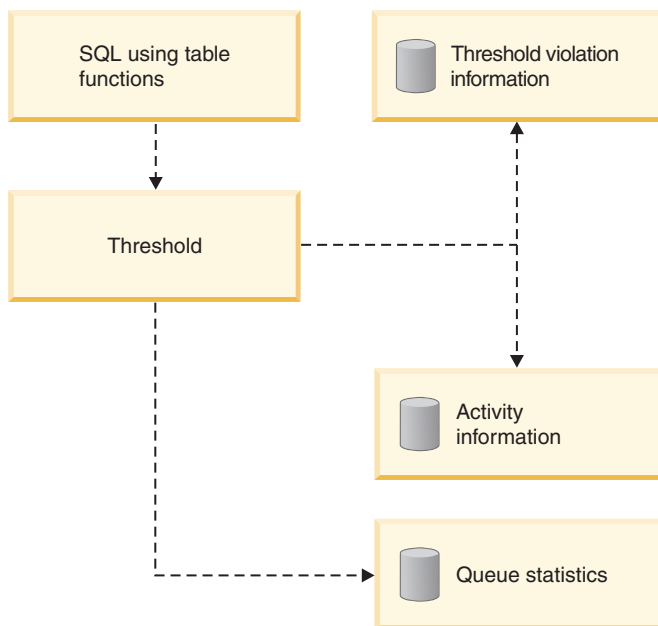 SQL using table
functions
Threshold violation
information
Threshold
Activity
information
Queue statistics